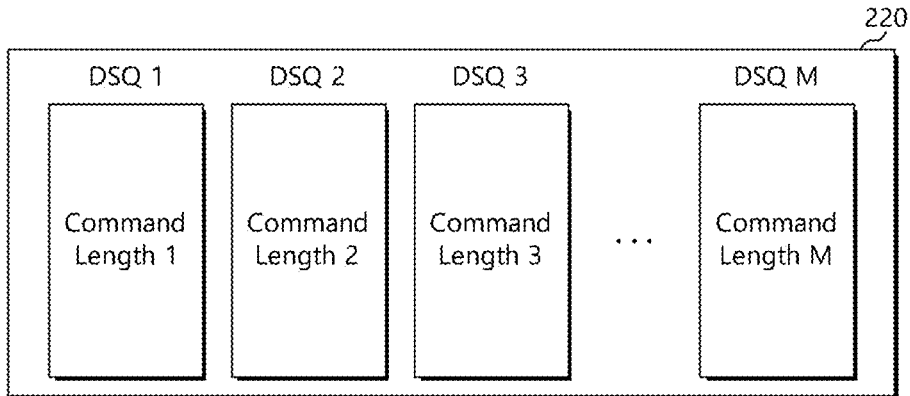 220
DSQ 1 DSQ 2 DSQ 3 DSQ M
Command Command Command Command
Length 1 Length 2 Length 3 ... Length M